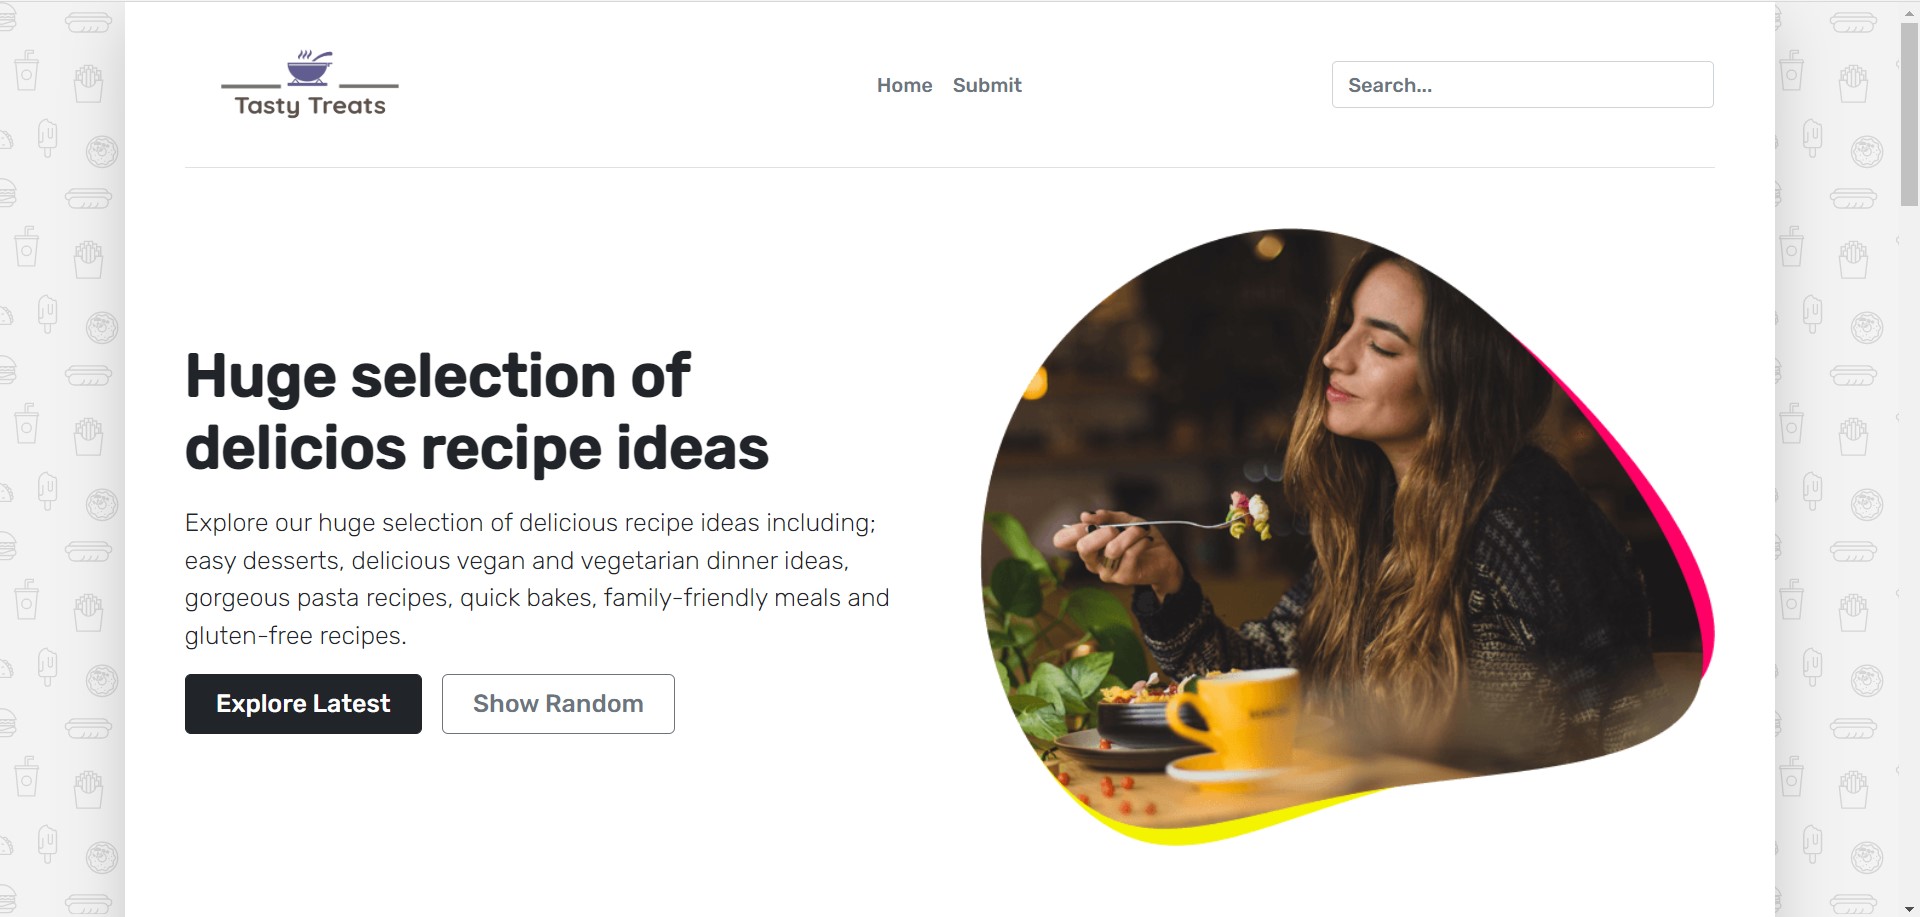 Tasty Treats
Home Submit
Search...
Huge selection of
delicios recipe ideas
Explore our huge selection of delicious recipe ideas including;
easy desserts, delicious vegan and vegetarian dinner ideas,
gorgeous pasta recipes, quick bakes, family-friendly meals and
gluten-free recipes.
Explore Latest
Show Random